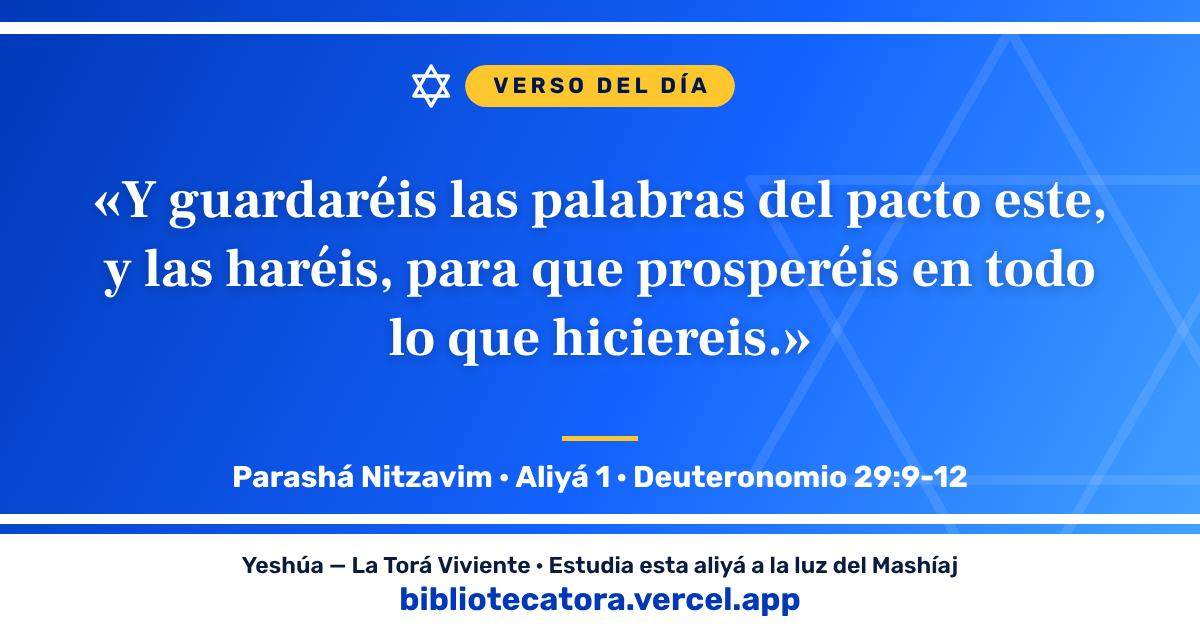 VERSO DEL DÍA
«Y guardaréis las palabras del pacto este,
y las haréis, para que prosperéis en todo
lo que hiciereis.»
Parashá Nitzavim • Aliyá 1 • Deuteronomio 29:9-12
Yeshúa — La Torá Viviente • Estudia esta aliyá a la luz del Mashíaj
bibliotecatora.vercel.app